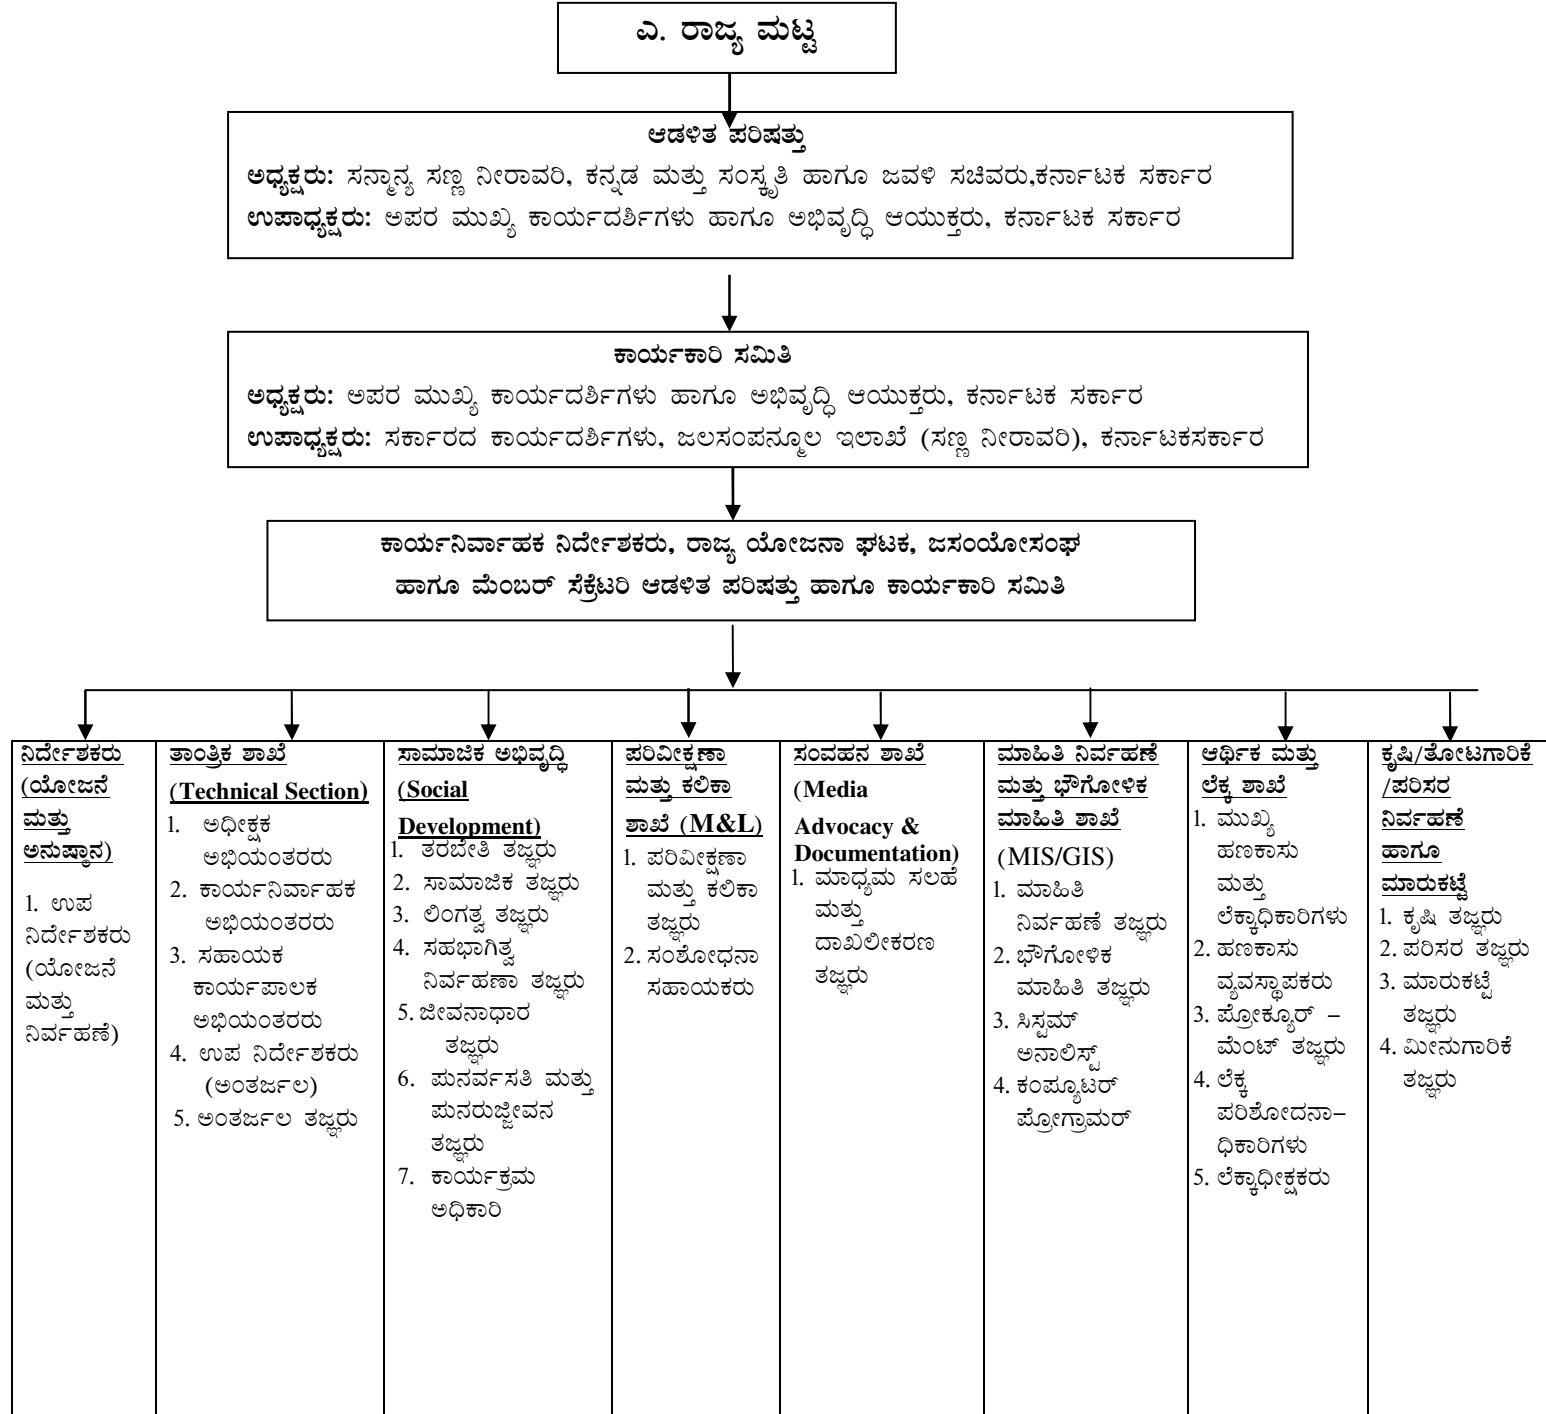 ಎ. ರಾಜ್ಯ ಮಟ್ಟ
ಆಡಳಿತ ಪರಿಷತ್ತು
ಅಧ್ಯಕ್ಷರು: ಸನ್ಮಾನ್ಯ ಸಣ್ಣ ನೀರಾವರಿ, ಕನ್ನಡ ಮತ್ತು ಸಂಸ್ಕೃತಿ ಹಾಗೂ ಜವಳಿ ಸಚಿವರು,ಕರ್ನಾಟಕ ಸರ್ಕಾರ
ಉಪಾಧ್ಯಕ್ಷರು: ಅಪರ ಮುಖ್ಯ ಕಾರ್ಯದರ್ಶಿಗಳು ಹಾಗೂ ಅಭಿವೃದ್ಧಿ ಆಯುಕ್ತರು, ಕರ್ನಾಟಕ ಸರ್ಕಾರ
ಕಾರ್ಯಕಾರಿ ಸಮಿತಿ
ಅಧ್ಯಕ್ಷರು: ಅಪರ ಮುಖ್ಯ ಕಾರ್ಯದರ್ಶಿಗಳು ಹಾಗೂ ಅಭಿವೃದ್ಧಿ ಆಯುಕ್ತರು, ಕರ್ನಾಟಕ ಸರ್ಕಾರ
ಉಪಾಧ್ಯಕ್ಷರು: ಸರ್ಕಾರದ ಕಾರ್ಯದರ್ಶಿಗಳು, ಜಲಸಂಪನ್ಮೂಲ ಇಲಾಖೆ (ಸಣ್ಣ ನೀರಾವರಿ), ಕರ್ನಾಟಕಸರ್ಕಾರ
ಕಾರ್ಯನಿರ್ವಾಹಕ ನಿರ್ದೇಶಕರು, ರಾಜ್ಯ ಯೋಜನಾ ಘಟಕ, ಜಸಂಯೋಸಂಘ
ಹಾಗೂ ಮೆಂಬರ್ ಸೆಕ್ರೆಟರಿ ಆಡಳಿತ ಪರಿಷತ್ತು ಹಾಗೂ ಕಾರ್ಯಕಾರಿ ಸಮಿತಿ
ನಿರ್ದೇಶಕರು
(ಯೋಜನೆ
ಮತ್ತು
ಅನುಷ್ಠಾನ)
1. ಉಪ
ನಿರ್ದೇಶಕರು
(ಯೋಜನೆ
ಮತ್ತು
ನಿರ್ವಹಣೆ)
ತಾಂತ್ರಿಕ ಶಾಖೆ
(Technical Section)
1. ಅಧೀಕ್ಷಕ
ಅಭಿಯಂತರರು
2. ಕಾರ್ಯನಿರ್ವಾಹಕ
ಅಭಿಯಂತರರು
3. ಸಹಾಯಕ
ಕಾರ್ಯಪಾಲಕ
ಅಭಿಯಂತರರು
4. ಉಪ ನಿರ್ದೇಶಕರು
(ಅಂತರ್ಜಲ)
5. ಅಂತರ್ಜಲ ತಜ್ಞರು
ಸಾಮಾಜಿಕ ಅಭಿವೃದ್ಧಿ
(Social
Development)
1. ತರಬೇತಿ ತಜ್ಞರು
2. ಸಾಮಾಜಿಕ ತಜ್ಞರು
3. ಲಿಂಗತ್ವ ತಜ್ಞರು
4. ಸಹಭಾಗಿತ್ವ
ನಿರ್ವಹಣಾ ತಜ್ಞರು
5. ಜೀವನಾಧಾರ
ತಜ್ಞರು
6. ಪುನರ್ವಸತಿ ಮತ್ತು
ಪುನರುಜ್ಜೀವನ
ತಜ್ಞರು
7. ಕಾರ್ಯಕ್ರಮ
ಅಧಿಕಾರಿ
ಪರಿವೀಕ್ಷಣಾ
ಮತ್ತು ಕಲಿಕಾ
ಶಾಖೆ (M&L)
1. ಪರಿವೀಕ್ಷಣಾ
ಮತ್ತು ಕಲಿಕಾ
ತಜ್ಞರು
2. ಸಂಶೋಧನಾ
ಸಹಾಯಕರು
ಸಂವಹನ ಶಾಖೆ
(Media
Advocacy &
Documentation)
1. ಮಾಧ್ಯಮ ಸಲಹೆ
ಮತ್ತು
ದಾಖಲೀಕರಣ
ತಜ್ಞರು
ಮಾಹಿತಿ ನಿರ್ವಹಣೆ
ಮತ್ತು ಭೌಗೋಳಿಕ
ಮಾಹಿತಿ ಶಾಖೆ
(MIS/GIS)
1. ಮಾಹಿತಿ
ನಿರ್ವಹಣೆ ತಜ್ಞರು
2. ಭೌಗೋಳಿಕ
ಮಾಹಿತಿ ತಜ್ಞರು
3. ಸಿಸ್ಟಮ್
ಅನಾಲಿಸ್ಟ್
4. ಕಂಪ್ಯೂಟರ್
ಪ್ರೋಗ್ರಾಮರ್
ಆರ್ಥಿಕ ಮತ್ತು
ಲೆಕ್ಕ ಶಾಖೆ
1. ಮುಖ್ಯ
ಹಣಕಾಸು
ಮತ್ತು
ಲೆಕ್ಕಾಧಿಕಾರಿಗಳು
2. ಹಣಕಾಸು
ವ್ಯವಸ್ಥಾಪಕರು
3. ಪ್ರೋಕ್ಯೂರ್ –
ಮೆಂಟ್ ತಜ್ಞರು
4. ಲೆಕ್ಕ
ಪರಿಶೋದನಾ–
ಧಿಕಾರಿಗಳು
5. ಲೆಕ್ಕಾಧೀಕ್ಷಕರು
ಕೃಷಿ/ತೋಟಗಾರಿಕೆ
/ಪರಿಸರ
ನಿರ್ವಹಣೆ
ಹಾಗೂ
ಮಾರುಕಟ್ಟೆ
1. ಕೃಷಿ ತಜ್ಞರು
2. ಪರಿಸರ ತಜ್ಞರು
3. ಮಾರುಕಟ್ಟೆ
ತಜ್ಞರು
4. ಮೀನುಗಾರಿಕೆ
ತಜ್ಞರು